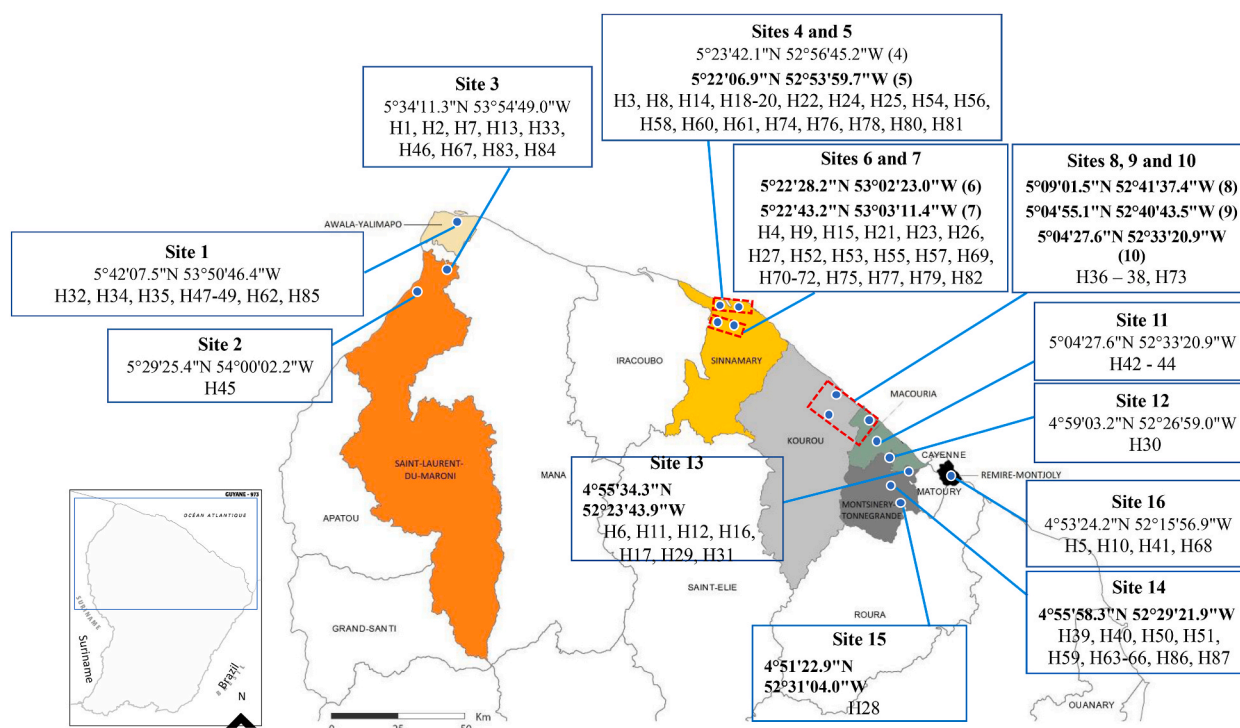 Sites 4 and 5
5°23'42.1"N 52°56'45.2"W (4)
5°22'06.9"N 52°53'59.7"W (5)
H3, H8, H14, H18-20, H22, H24, H25, H54, H56,
H58, H60, H61, H74, H76, H78, H80, H81
Site 3
5°34'11.3"N 53°54'49.0"W
H1, H2, H7, H13, H33,
H46, H67, H83, H84
Sites 6 and 7
5°22'28.2"N 53°02'23.0"W (6)
5°22'43.2"N 53°03'11.4"W (7)
H4, H9, H15, H21, H23, H26,
H27, H52, H53, H55, H57, H69,
H70-72, H75, H77, H79, H82
Sites 8, 9 and 10
5°09'01.5"N 52°41'37.4"W (8)
5°04'55.1"N 52°40'43.5"W (9)
5°04'27.6"N 52°33'20.9"W
(10)
H36 – 38, H73
AWALA-YALIMAPO
Site 1
5°42'07.5"N 53°50'46.4"W
H32, H34, H35, H47-49, H62, H85
Site 2
5°29'25.4"N 54°00'02.2"W
H45
Site 11
5°04'27.6"N 52°33'20.9"W
H42 - 44
IRACOUBO
SINNAMARY
MACOURIA
Site 12
4°59'03.2"N 52°26'59.0"W
H30
KOUROU
CAYENNE
REMIRE-MONTJOLY
MATOURY
MONTSINERY-
TONNEGRANDE
SAINT-LAURENT-
DU-MARONI
MANA
APATOU
Site 13
4°55'34.3"N
52°23'43.9"W
H6, H11, H12, H16,
H17, H29, H31
Site 16
4°53'24.2"N 52°15'56.9"W
H5, H10, H41, H68
Site 14
4°55'58.3"N 52°29'21.9"W
H39, H40, H50, H51,
H59, H63-66, H86, H87
SAINT-ELIE
ROURA
GRAND-SANTI
Site 15
4°51'22.9"N
52°31'04.0"W
H28
OUANARY
GUYANE - 973
OCÉAN ATLANTIQUE
SURINAME
Suriname
Brazil
N
Km
0
25
50